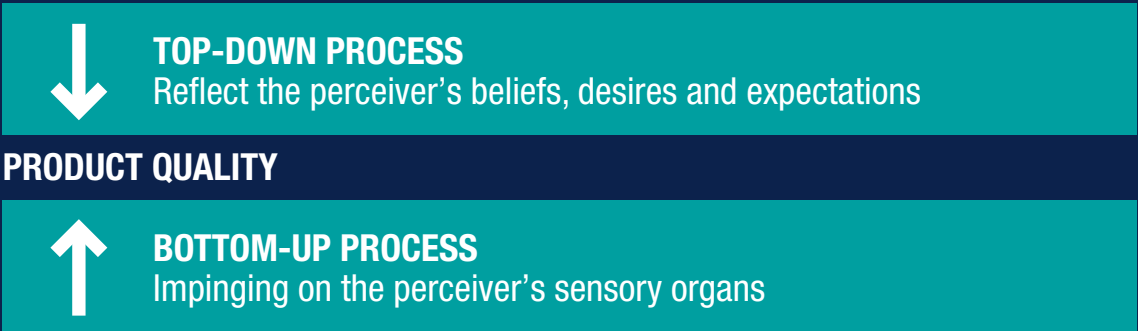 TOP-DOWN PROCESS
Reflect the perceiver’s beliefs, desires and expectations
PRODUCT QUALITY
BOTTOM-UP PROCESS
Impinging on the perceiver’s sensory organs